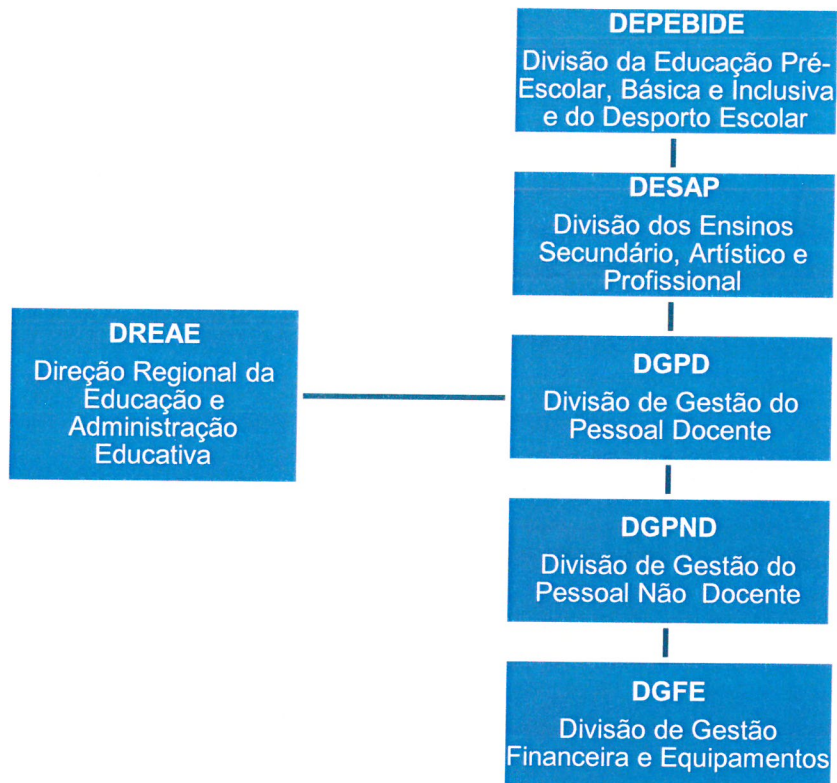 DEPEBIDE
Divisão da Educação Pré-
Escolar, Básica e Inclusiva
e do Desporto Escolar
DESAP
Divisão dos Ensinos
Secundário, Artístico e
Profissional
DREAE
Direção Regional da
Educação e
Administração
Educativa
DGPD
Divisão de Gestão do
Pessoal Docente
DGPND
Divisão de Gestão do
Pessoal Não Docente
DGFE
Divisão de Gestão
Financeira e Equipamentos